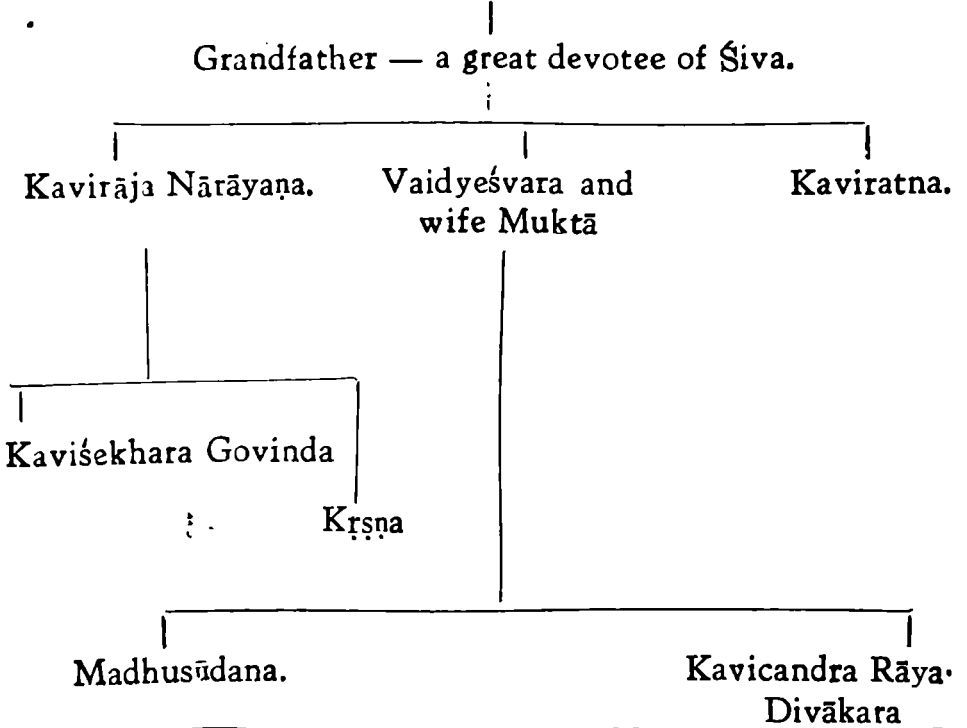 Grandfather — a great devotee of Śiva.
Kavirāja Nārāyaṇa.
Vaidyeśvara and
wife Muktā
Kaviratna.
Kaviśekhara Govinda
Kṛṣṇa
Madhusūdana.
Kavicandra Rāya-
Divākara